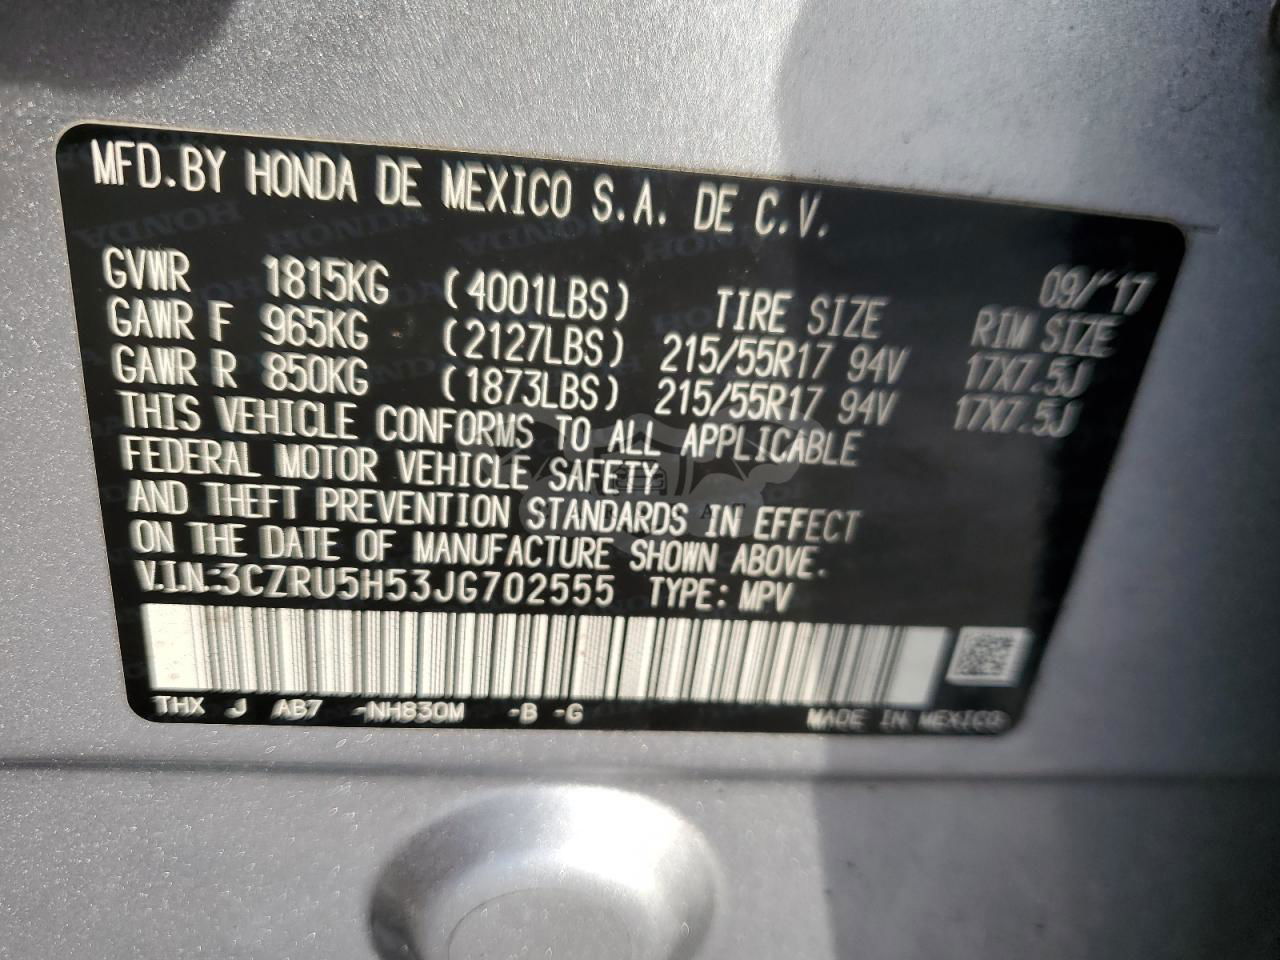 MFD.BY HONDA DE MEXICO S.A. DE C.V.
09/'17
GVWR 1815KG (4001LBS) TIRE SIZE RIM SIZE
GAWR F 965KG (2127LBS) 215/55R17 94V 17X7.5J
GAWR R 850KG (1873LBS) 215/55R17 94V 17X7.5J
THIS VEHICLE CONFORMS TO ALL APPLICABLE
FEDERAL MOTOR VEHICLE SAFETY
AND THEFT PREVENTION STANDARDS IN EFFECT
ON THE DATE OF MANUFACTURE SHOWN ABOVE.
V.I.N.:3CZRU5H53JG702555 TYPE: MPV
THX J AB7 -NH830M -B -G MADE IN MEXICO